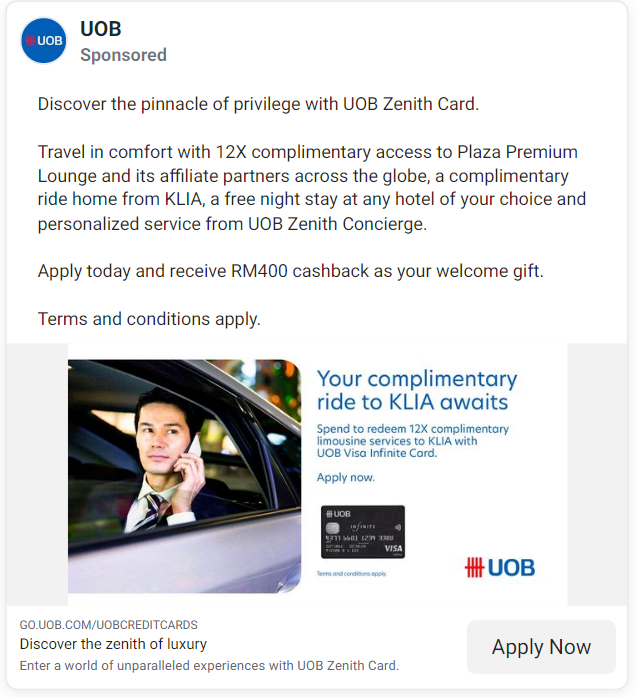 UOB
UOB
Sponsored
Discover the pinnacle of privilege with UOB Zenith Card.
Travel in comfort with 12X complimentary access to Plaza Premium
Lounge and its affiliate partners across the globe, a complimentary
ride home from KLIA, a free night stay at any hotel of your choice and
personalized service from UOB Zenith Concierge.
Apply today and receive RM400 cashback as your welcome gift.
Terms and conditions apply.
Your complimentary
ride to KLIA awaits
Spend to redeem 12X complimentary
limousine services to KLIA with
UOB Visa Infinite Card.
Apply now.
UOB
INFINITE
VISA
Terms and conditions apply.
UOB
GO.UOB.COM/UOBCREDITCARDS
Discover the zenith of luxury
Enter a world of unparalleled experiences with UOB Zenith Card.
Apply Now